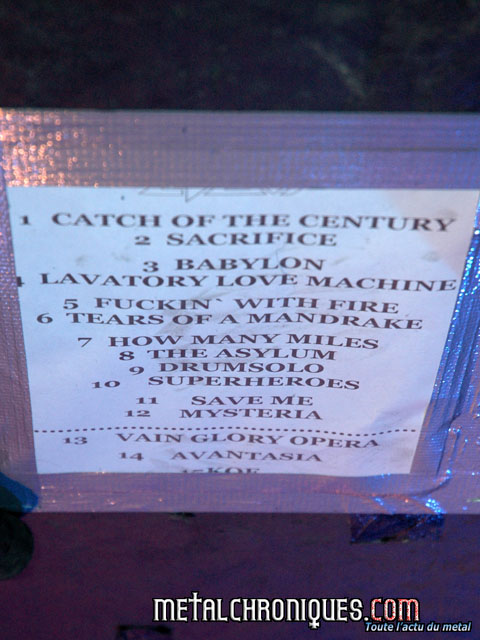 1 CATCH OF THE CENTURY
2 SACRIFICE
3 BABYLON
4 LAVATORY LOVE MACHINE
5 FUCKIN` WITH FIRE
6 TEARS OF A MANDRAKE
7 HOW MANY MILES
8 THE ASYLUM
9 DRUMSOLO
10 SUPERHEROES
11 SAVE ME
12 MYSTERIA
13 VAIN GLORY OPERA
14 AVANTASIA
15KOF
METALCHRONIQUES.COM
Toute l'actu du metal